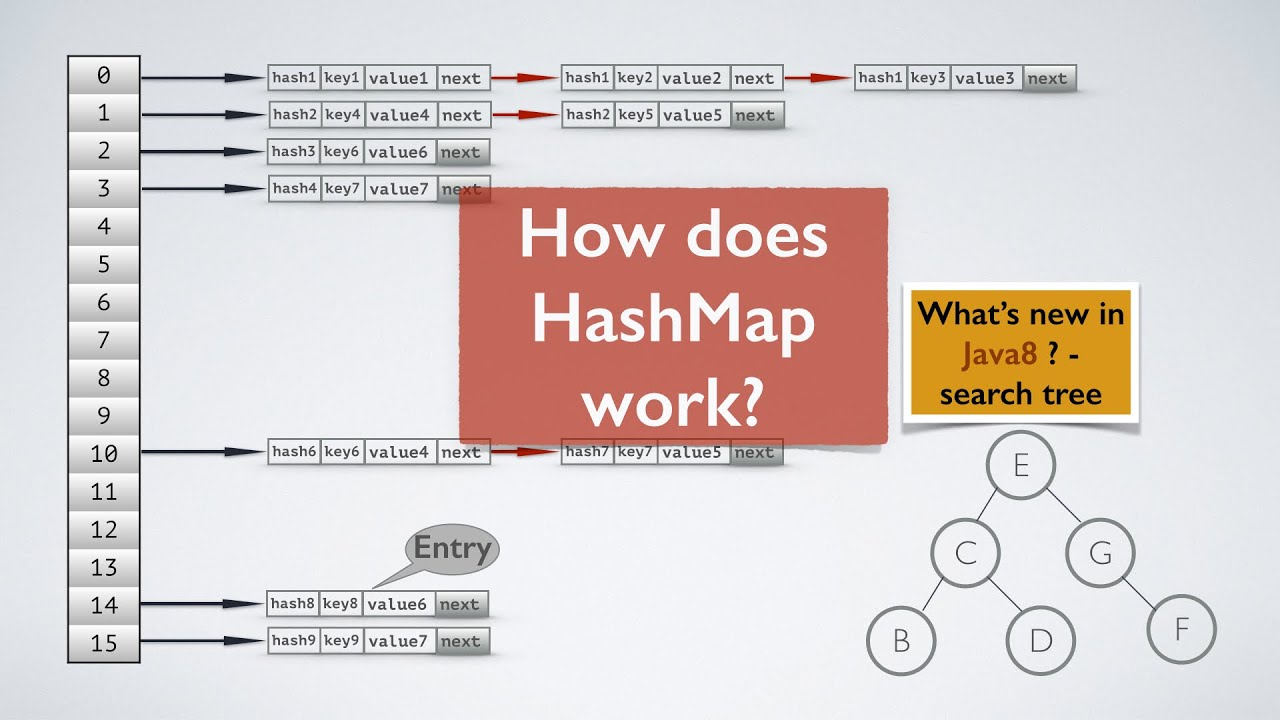 0 hash1 key1 value1 next hash1 key2 value2 next hash1 key3 value3 next
1 hash2 key4 value4 next hash2 key5 value5 next
2 hash3 key6 value6 next
3 hash4 key7 value7 next
4
5
6
7
8
9
10 hash6 key6 value4 next hash7 key7 value5 next
11
12
13
14 hash8 key8 value6 next
15 hash9 key9 value7 next
Entry
How does
HashMap
work?
What's new in
Java8 ? -
search tree
E
C G
B D F